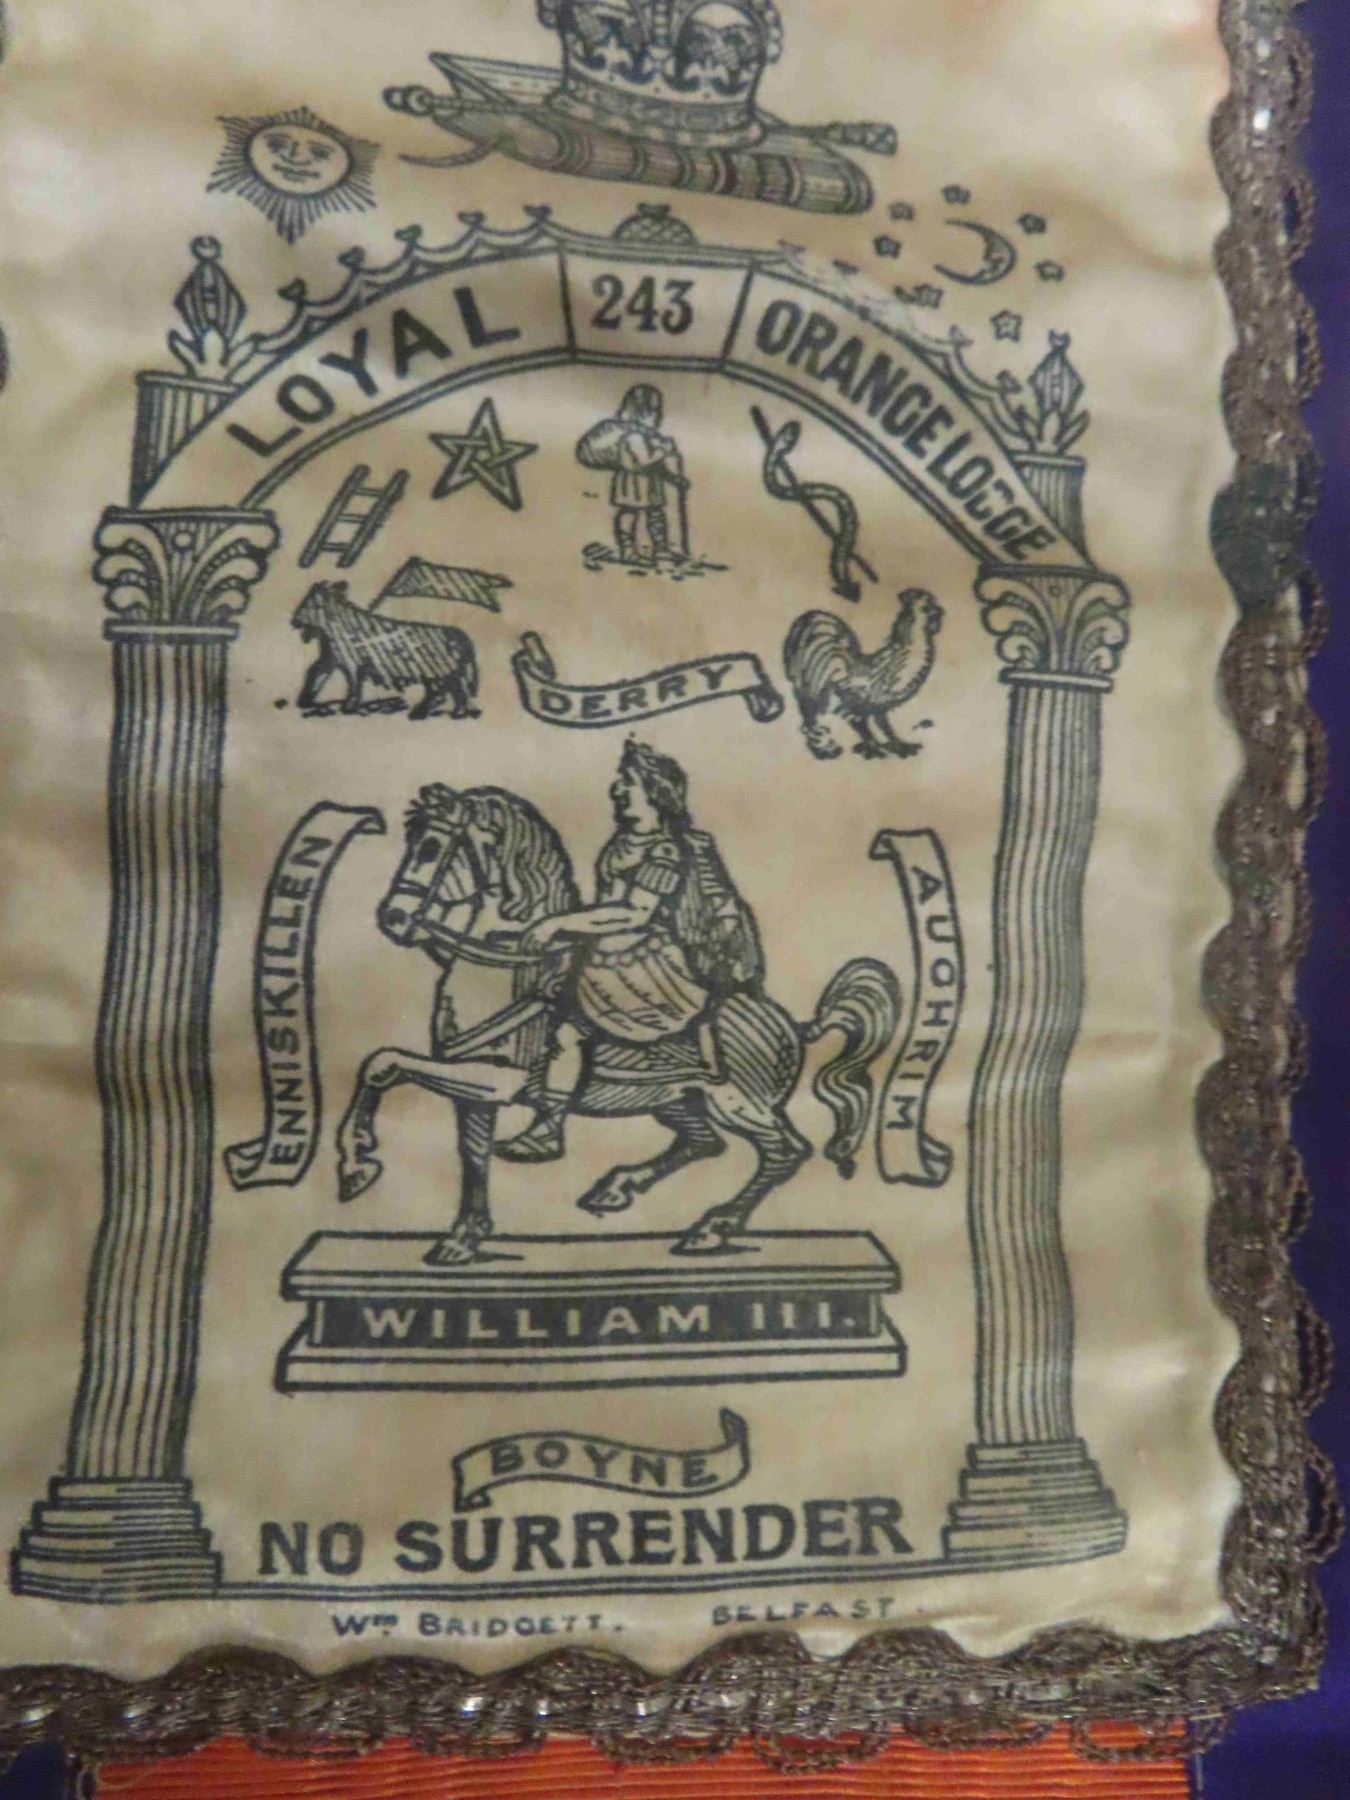 LOYAL 243 ORANGE LODGE
DERRY
ENNISKILLEN
AUGHRIM
WILLIAM III.
BOYNE
NO SURRENDER
Wm. BRIDGETT. BELFAST.